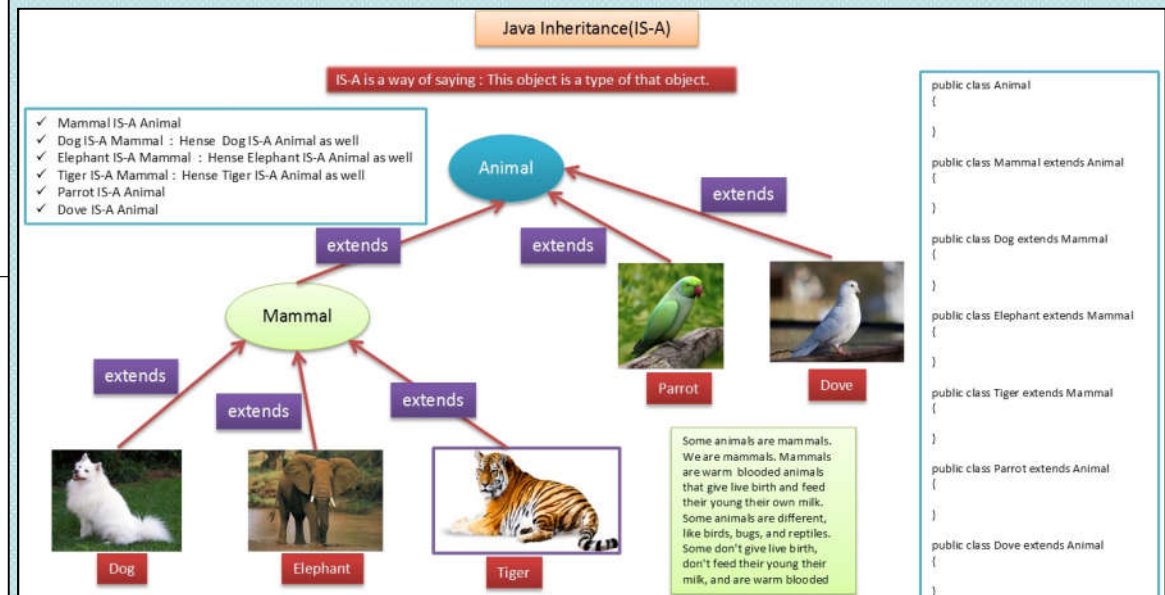 Java Inheritance(IS-A)
IS-A is a way of saying : This object is a type of that object.
✓ Mammal IS-A Animal
✓ Dog IS-A Mammal : Hense Dog IS-A Animal as well
✓ Elephant IS-A Mammal : Hense Elephant IS-A Animal as well
✓ Tiger IS-A Mammal : Hense Tiger IS-A Animal as well
✓ Parrot IS-A Animal
✓ Dove IS-A Animal
Animal
extends
extends
extends
Mammal
extends
extends
extends
Parrot
Dove
Dog
Elephant
Tiger
Some animals are mammals.
We are mammals. Mammals
are warm blooded animals
that give live birth and feed
their young their own milk.
Some animals are different,
like birds, bugs, and reptiles.
Some don't give live birth,
don't feed their young their
milk, and are warm blooded
public class Animal
{
}
public class Mammal extends Animal
{
}
public class Dog extends Mammal
{
}
public class Elephant extends Mammal
{
}
public class Tiger extends Mammal
{
}
public class Parrot extends Animal
{
}
public class Dove extends Animal
{
}